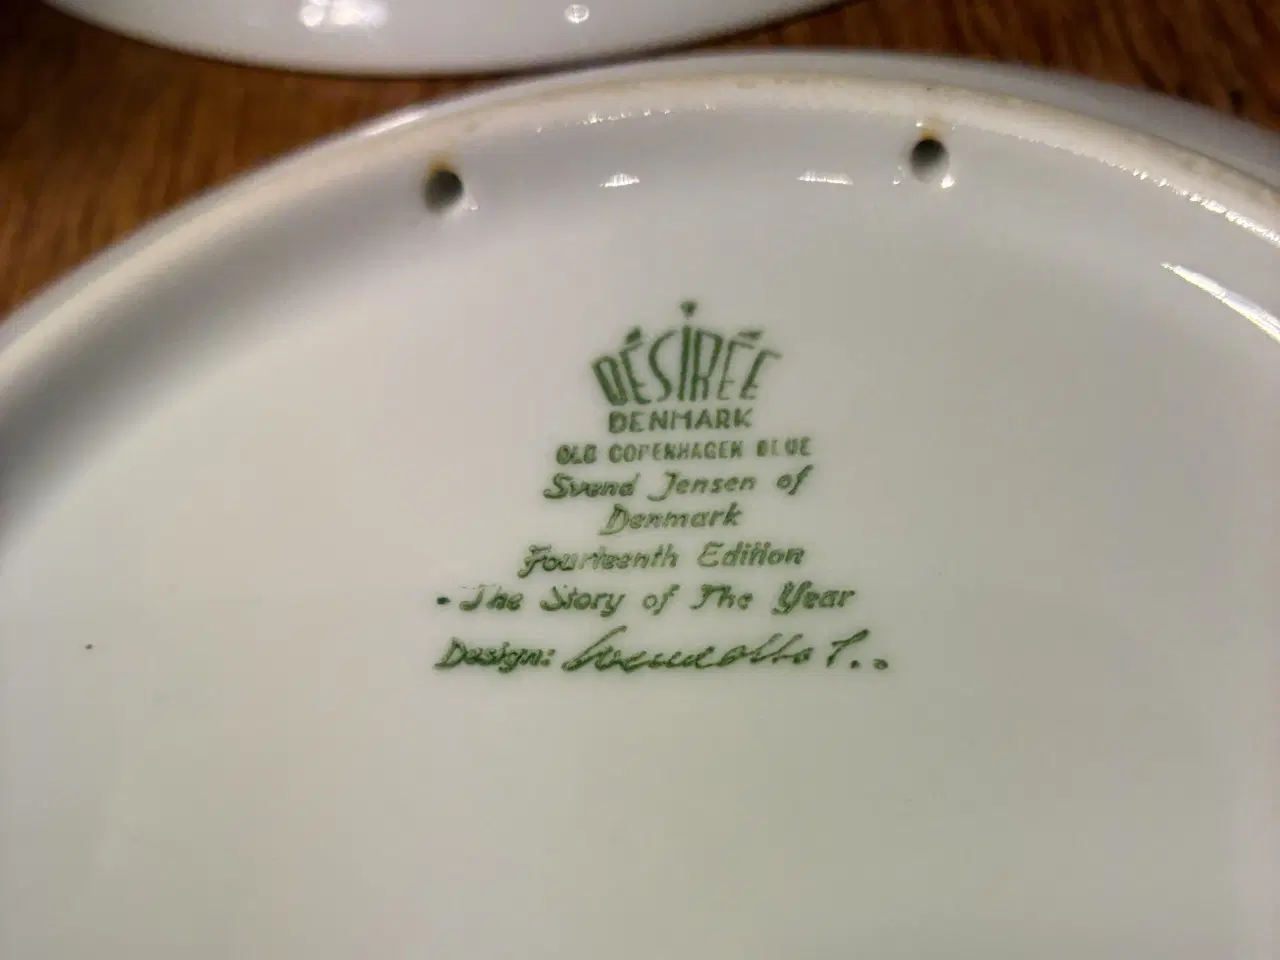 DÉSIRÉE
DENMARK
OLD COPENHAGEN BLUE
Svend Jensen of
Denmark
Fourteenth Edition
- The Story of The Year
Design: